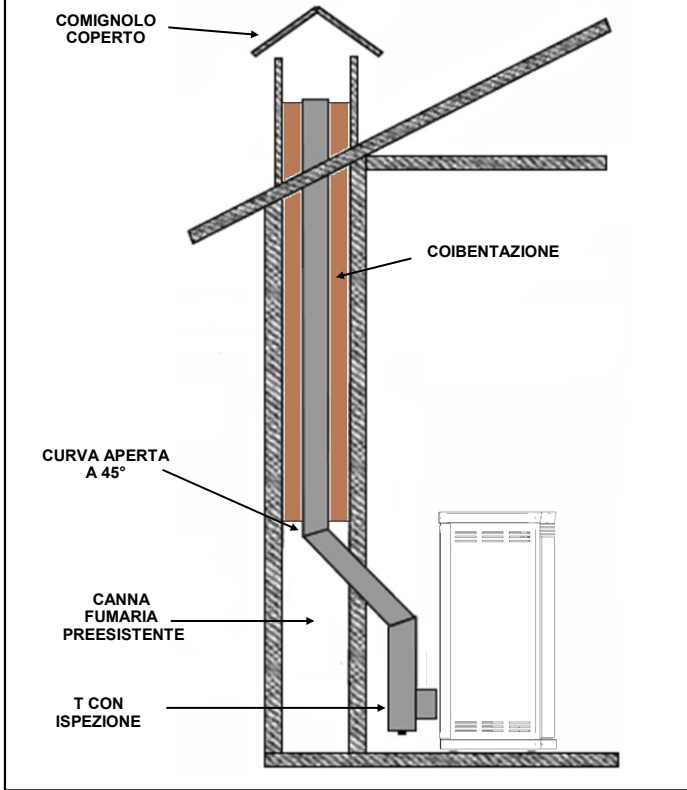 COMIGNOLO
COPERTO
COIBENTAZIONE
CURVA APERTA
A 45°
CANNA
FUMARIA
PREESISTENTE
T CON
ISPEZIONE